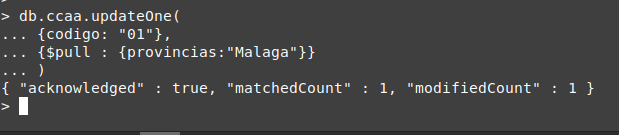 > db.ccaa.updateOne(
... {codigo: "01"},
... {$pull : {provincias:"Malaga"}}
... )
{ "acknowledged" : true, "matchedCount" : 1, "modifiedCount" : 1 }
>